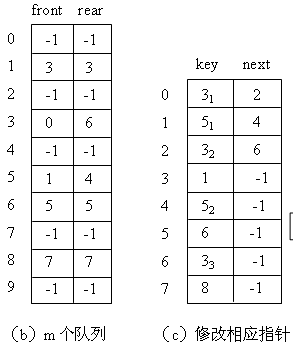 front rear
0 -1 -1
1 3 3
2 -1 -1
3 0 6
4 -1 -1
5 1 4
6 5 5
7 -1 -1
8 7 7
9 -1 -1
(b) m 个队列
key next
0 3₁ 2
1 5₁ 4
2 3₂ 6
3 1 -1
4 5₂ -1
5 6 -1
6 3₃ -1
7 8 -1
(c) 修改相应指针